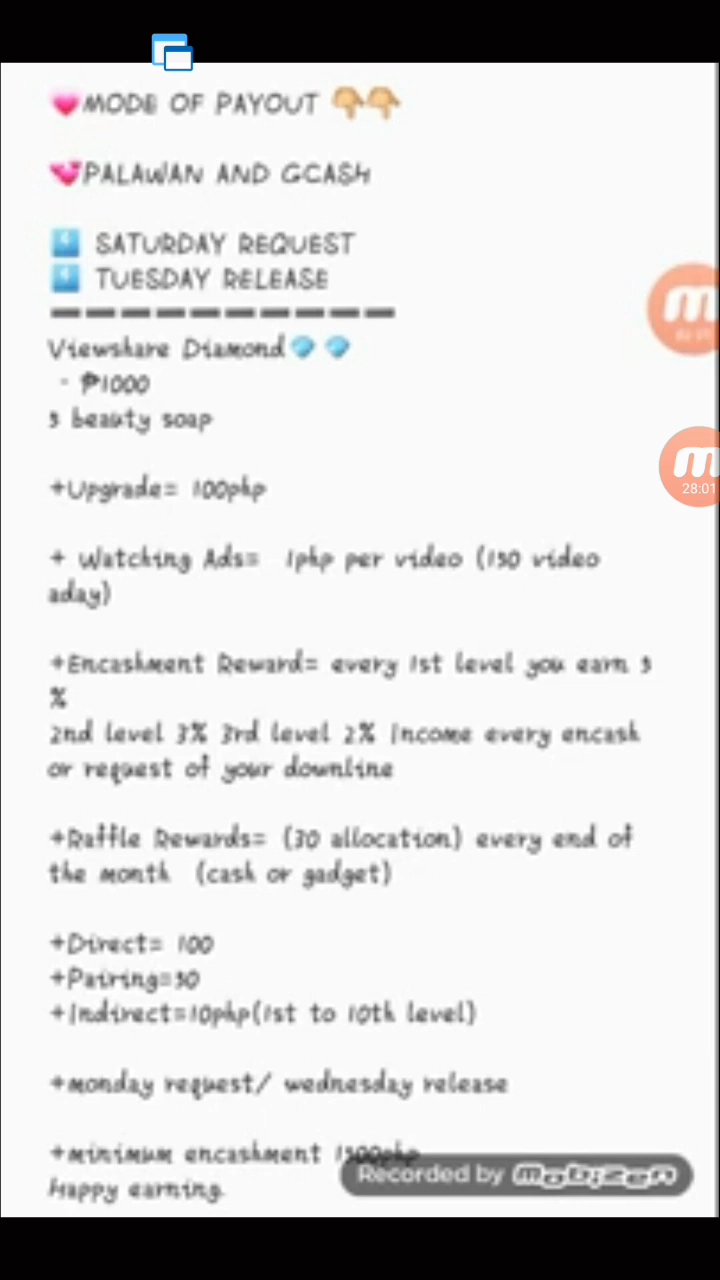 MODE OF PAYOUT
PALAWAN AND GCASH
SATURDAY REQUEST
TUESDAY RELEASE
Viewshare Diamond
- ₱1000
beauty soap
+Upgrade= 100php
+ Watching Ads= 1php per video (150 video
aday)
+Encashment Reward= every 1st level you earn 5
%
2nd level 3% 3rd level 2% Income every encash
or request of your downline
+Raffle Rewards= (30 allocation) every end of
the month (cash or gadget)
+Direct= 100
+Pairing=50
+Indirect=10php(1st to 10th level)
+monday request/ wednesday release
+minimum encashment 1500php
Happy earning.
Recorded by mobizen
28:01